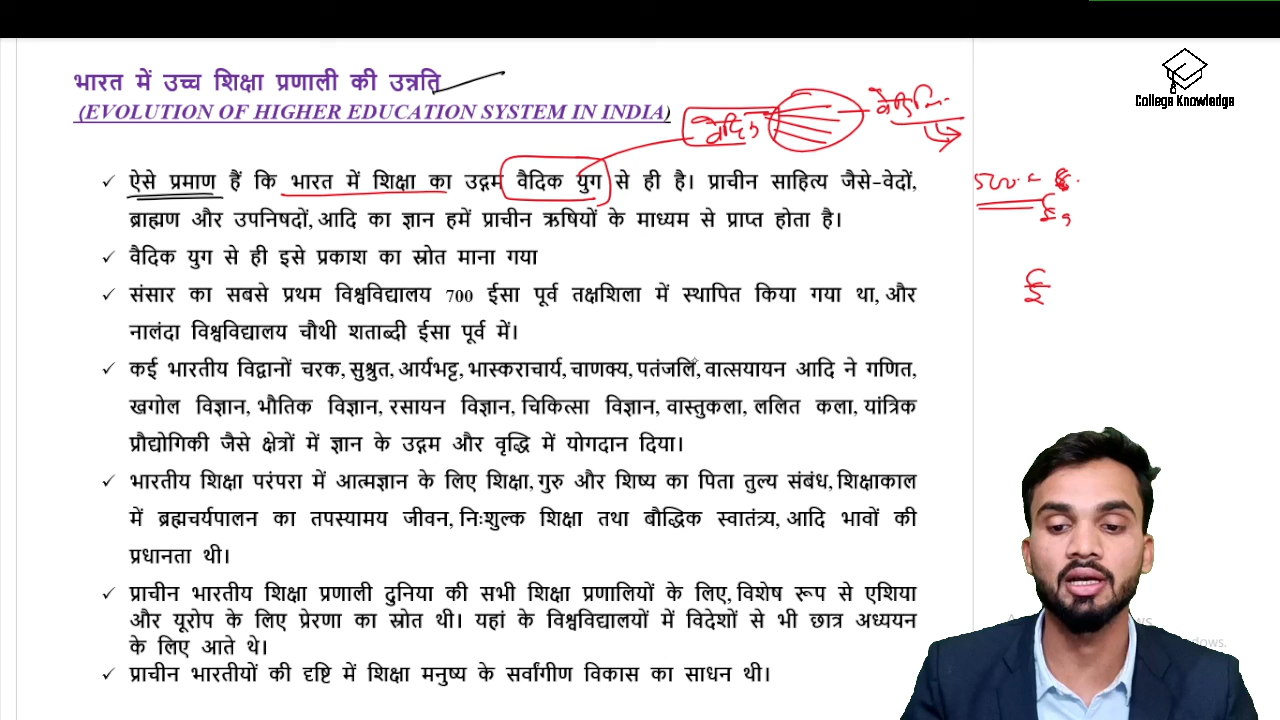 भारत में उच्च शिक्षा प्रणाली की उन्नति
(EVOLUTION OF HIGHER EDUCATION SYSTEM IN INDIA)
College Knowledge
वैदिक
✓ ऐसे प्रमाण हैं कि भारत में शिक्षा का उद्गम वैदिक युग से ही है। प्राचीन साहित्य जैसे-वेदों,
ब्राह्मण और उपनिषदों, आदि का ज्ञान हमें प्राचीन ऋषियों के माध्यम से प्राप्त होता है।
✓ वैदिक युग से ही इसे प्रकाश का स्रोत माना गया
ई
✓ संसार का सबसे प्रथम विश्वविद्यालय 700 ईसा पूर्व तक्षशिला में स्थापित किया गया था, और
नालंदा विश्वविद्यालय चौथी शताब्दी ईसा पूर्व में।
✓ कई भारतीय विद्वानों चरक, सुश्रुत, आर्यभट्ट, भास्कराचार्य, चाणक्य, पतंजलि, वात्सयायन आदि ने गणित,
खगोल विज्ञान, भौतिक विज्ञान, रसायन विज्ञान, चिकित्सा विज्ञान, वास्तुकला, ललित कला, यांत्रिक
प्रौद्योगिकी जैसे क्षेत्रों में ज्ञान के उद्गम और वृद्धि में योगदान दिया।
✓ भारतीय शिक्षा परंपरा में आत्मज्ञान के लिए शिक्षा, गुरु और शिष्य का पिता तुल्य संबंध, शिक्षाकाल
में ब्रह्मचर्यपालन का तपस्यामय जीवन, निःशुल्क शिक्षा तथा बौद्धिक स्वातंत्र्य, आदि भावों की
प्रधानता थी।
✓ प्राचीन भारतीय शिक्षा प्रणाली दुनिया की सभी शिक्षा प्रणालियों के लिए, विशेष रूप से एशिया
और यूरोप के लिए प्रेरणा का स्रोत थी। यहां के विश्वविद्यालयों में विदेशों से भी छात्र अध्ययन
के लिए आते थे।
✓ प्राचीन भारतीयों की दृष्टि में शिक्षा मनुष्य के सर्वांगीण विकास का साधन थी।